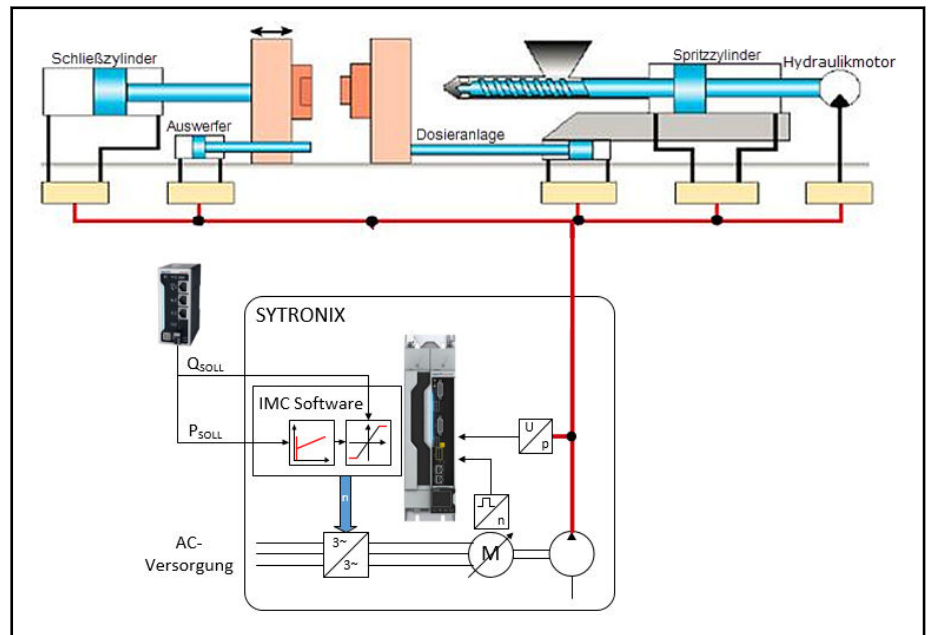 Schließzylinder
Spritzzylinder
Hydraulikmotor
Auswerfer
Dosieranlage
SYTRONIX
QSOLL
IMC Software
PSOLL
U
p
n
n
AC-
Versorgung
3~
3~
M